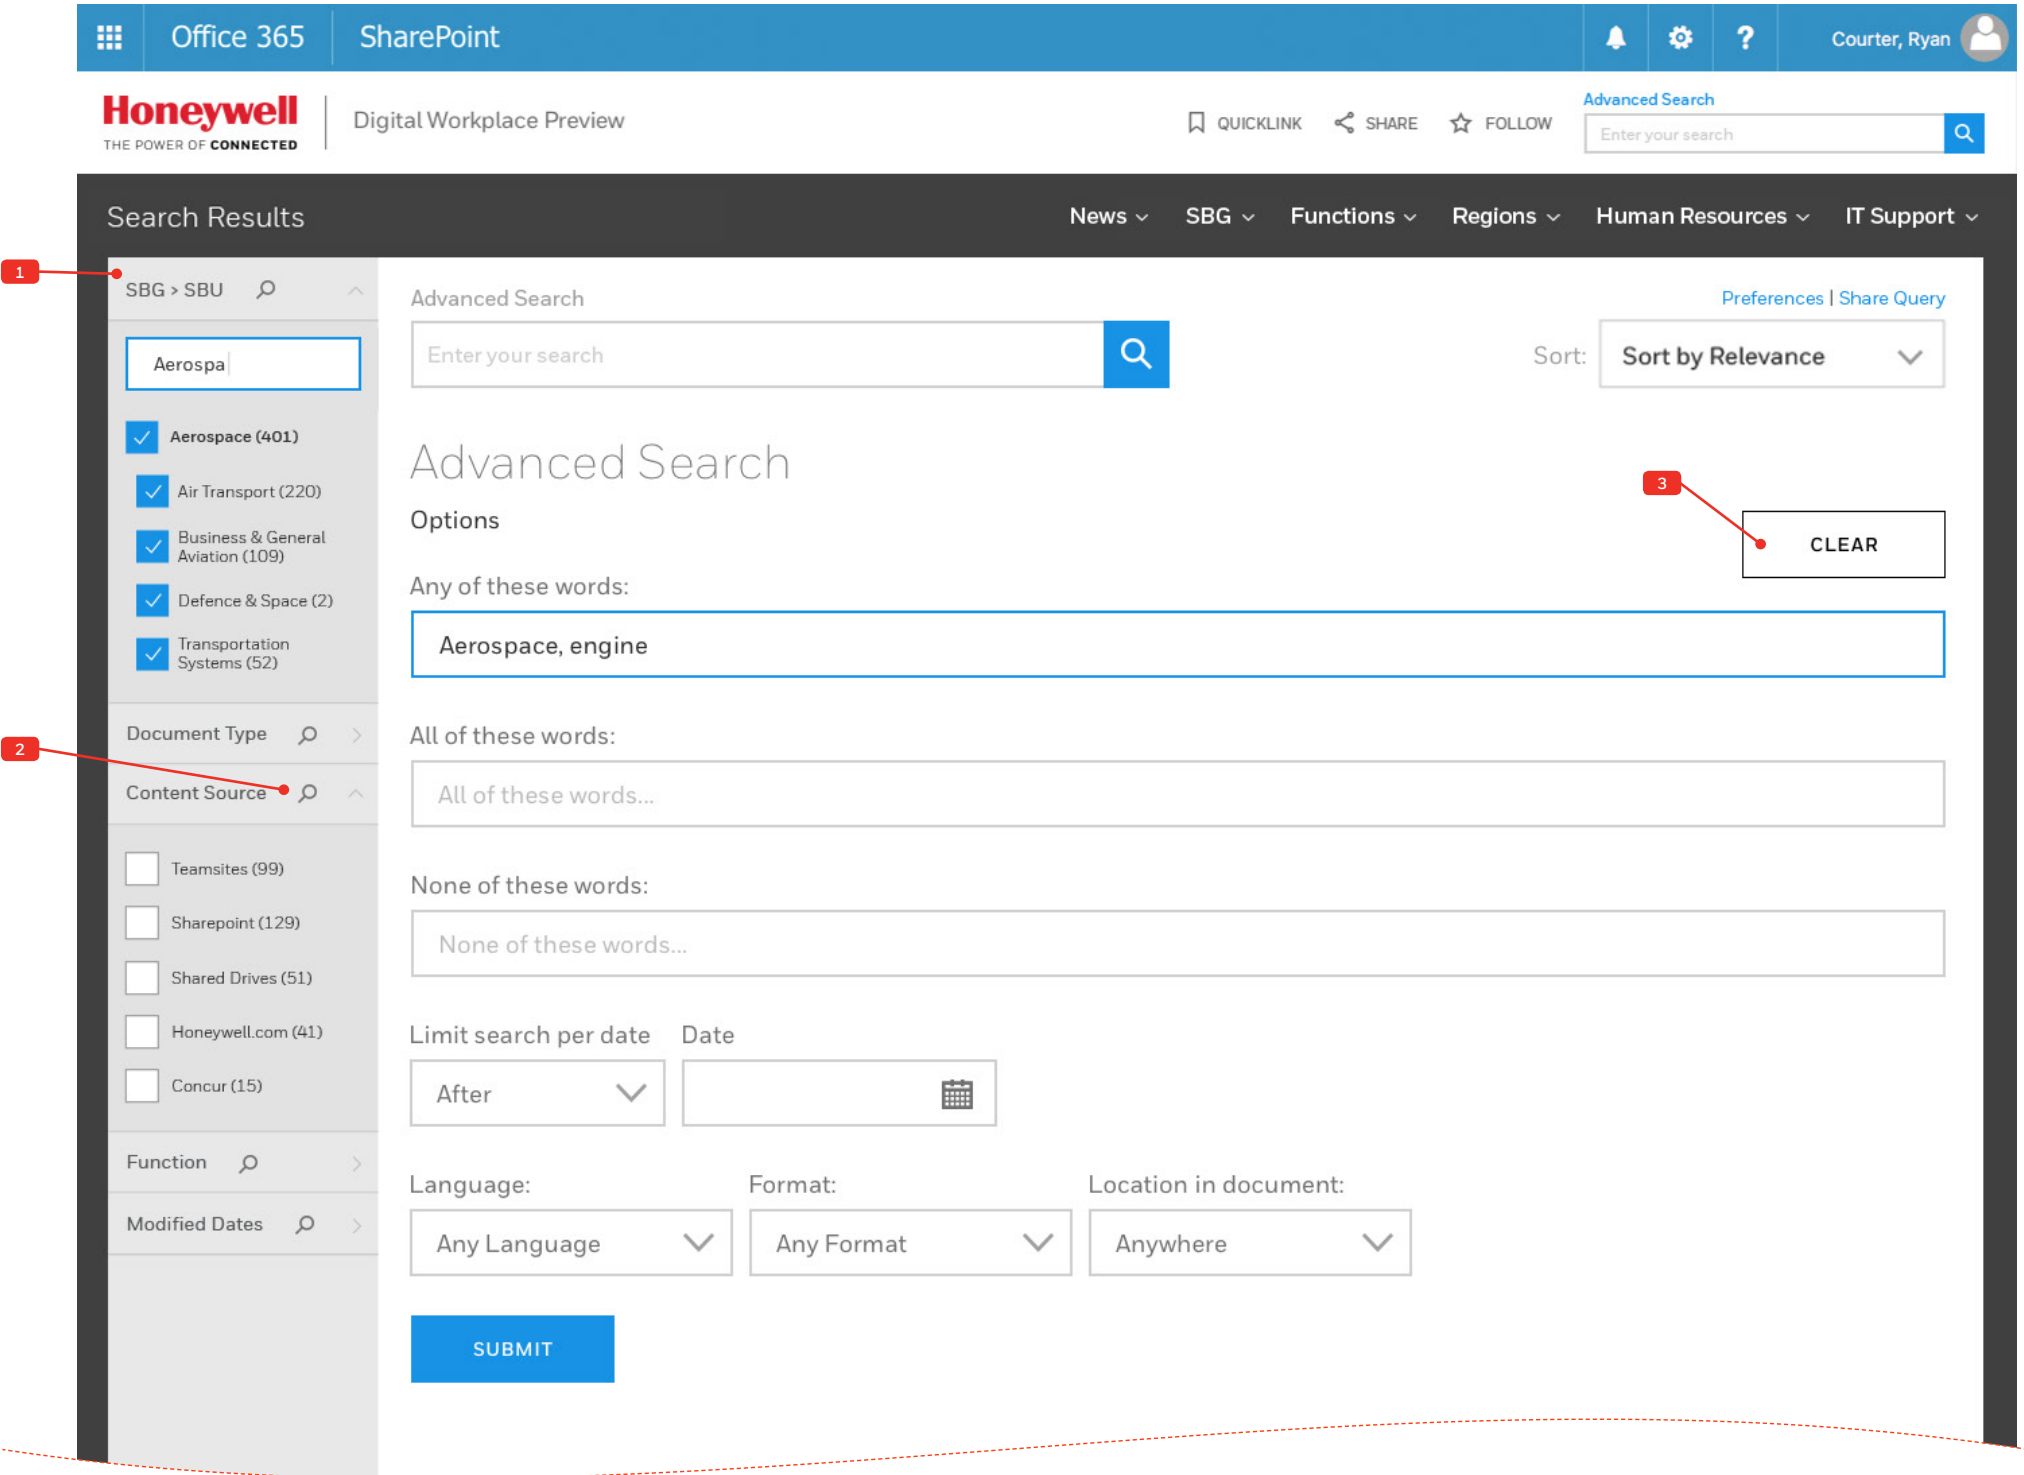 Office 365
SharePoint
?
Courter, Ryan
Honeywell
THE POWER OF CONNECTED
Digital Workplace Preview
QUICKLINK
SHARE
FOLLOW
Advanced Search
Enter your search
Search Results
News
SBG
Functions
Regions
Human Resources
IT Support
1
SBG > SBU
Aerospa
Aerospace (401)
Air Transport (220)
Business & General
Aviation (109)
Defence & Space (2)
Transportation
Systems (52)
Document Type
2
Content Source
Teamsites (99)
Sharepoint (129)
Shared Drives (51)
Honeywell.com (41)
Concur (15)
Function
Modified Dates
Advanced Search
Enter your search
Preferences | Share Query
Sort:
Sort by Relevance
Advanced Search
Options
3
CLEAR
Any of these words:
Aerospace, engine
All of these words:
All of these words...
None of these words:
None of these words...
Limit search per date
Date
After
Language:
Format:
Location in document:
Any Language
Any Format
Anywhere
SUBMIT